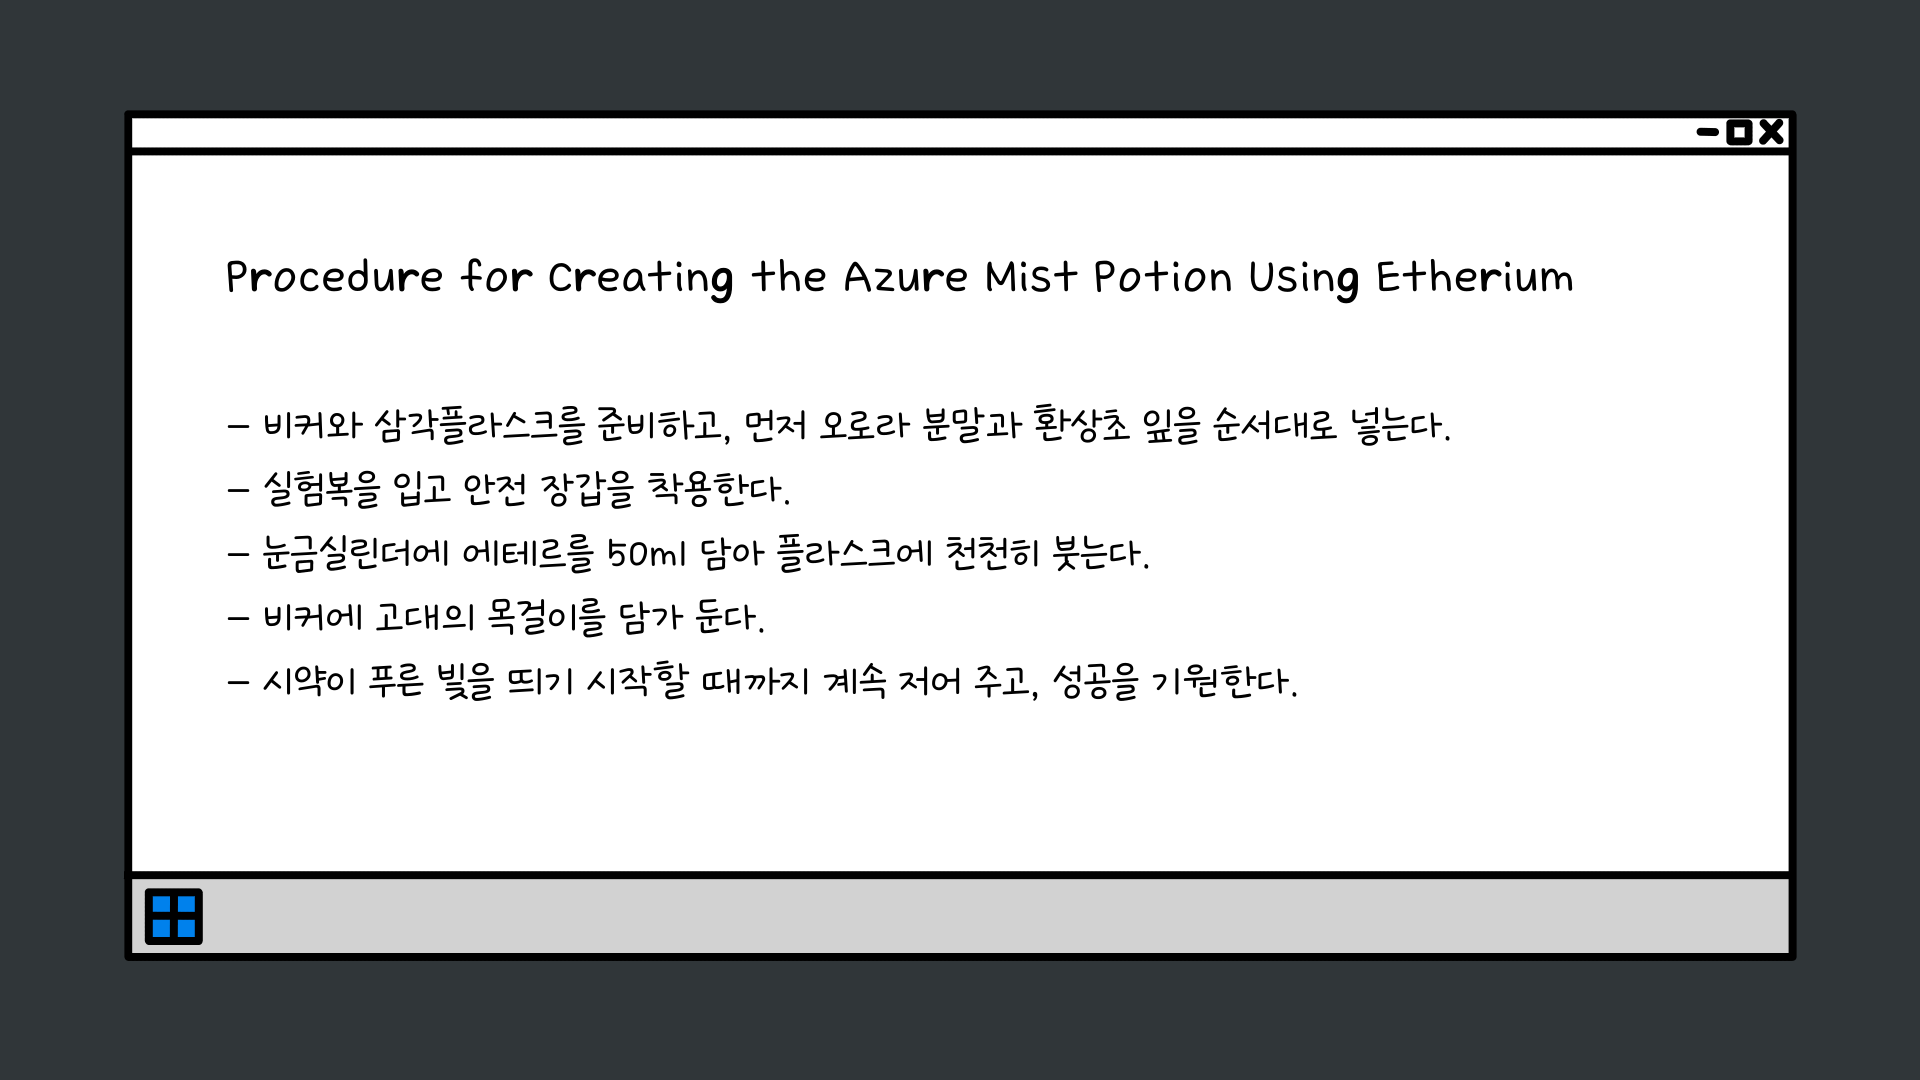 Procedure for Creating the Azure Mist Potion Using Etherium
– 비커와 삼각플라스크를 준비하고, 먼저 오로라 분말과 환상초 잎을 순서대로 넣는다.
– 실험복을 입고 안전 장갑을 착용한다.
– 눈금실린더에 에테르를 50ml 담아 플라스크에 천천히 붓는다.
– 비커에 고대의 목걸이를 담가 둔다.
– 시약이 푸른 빛을 띄기 시작할 때까지 계속 저어 주고, 성공을 기원한다.